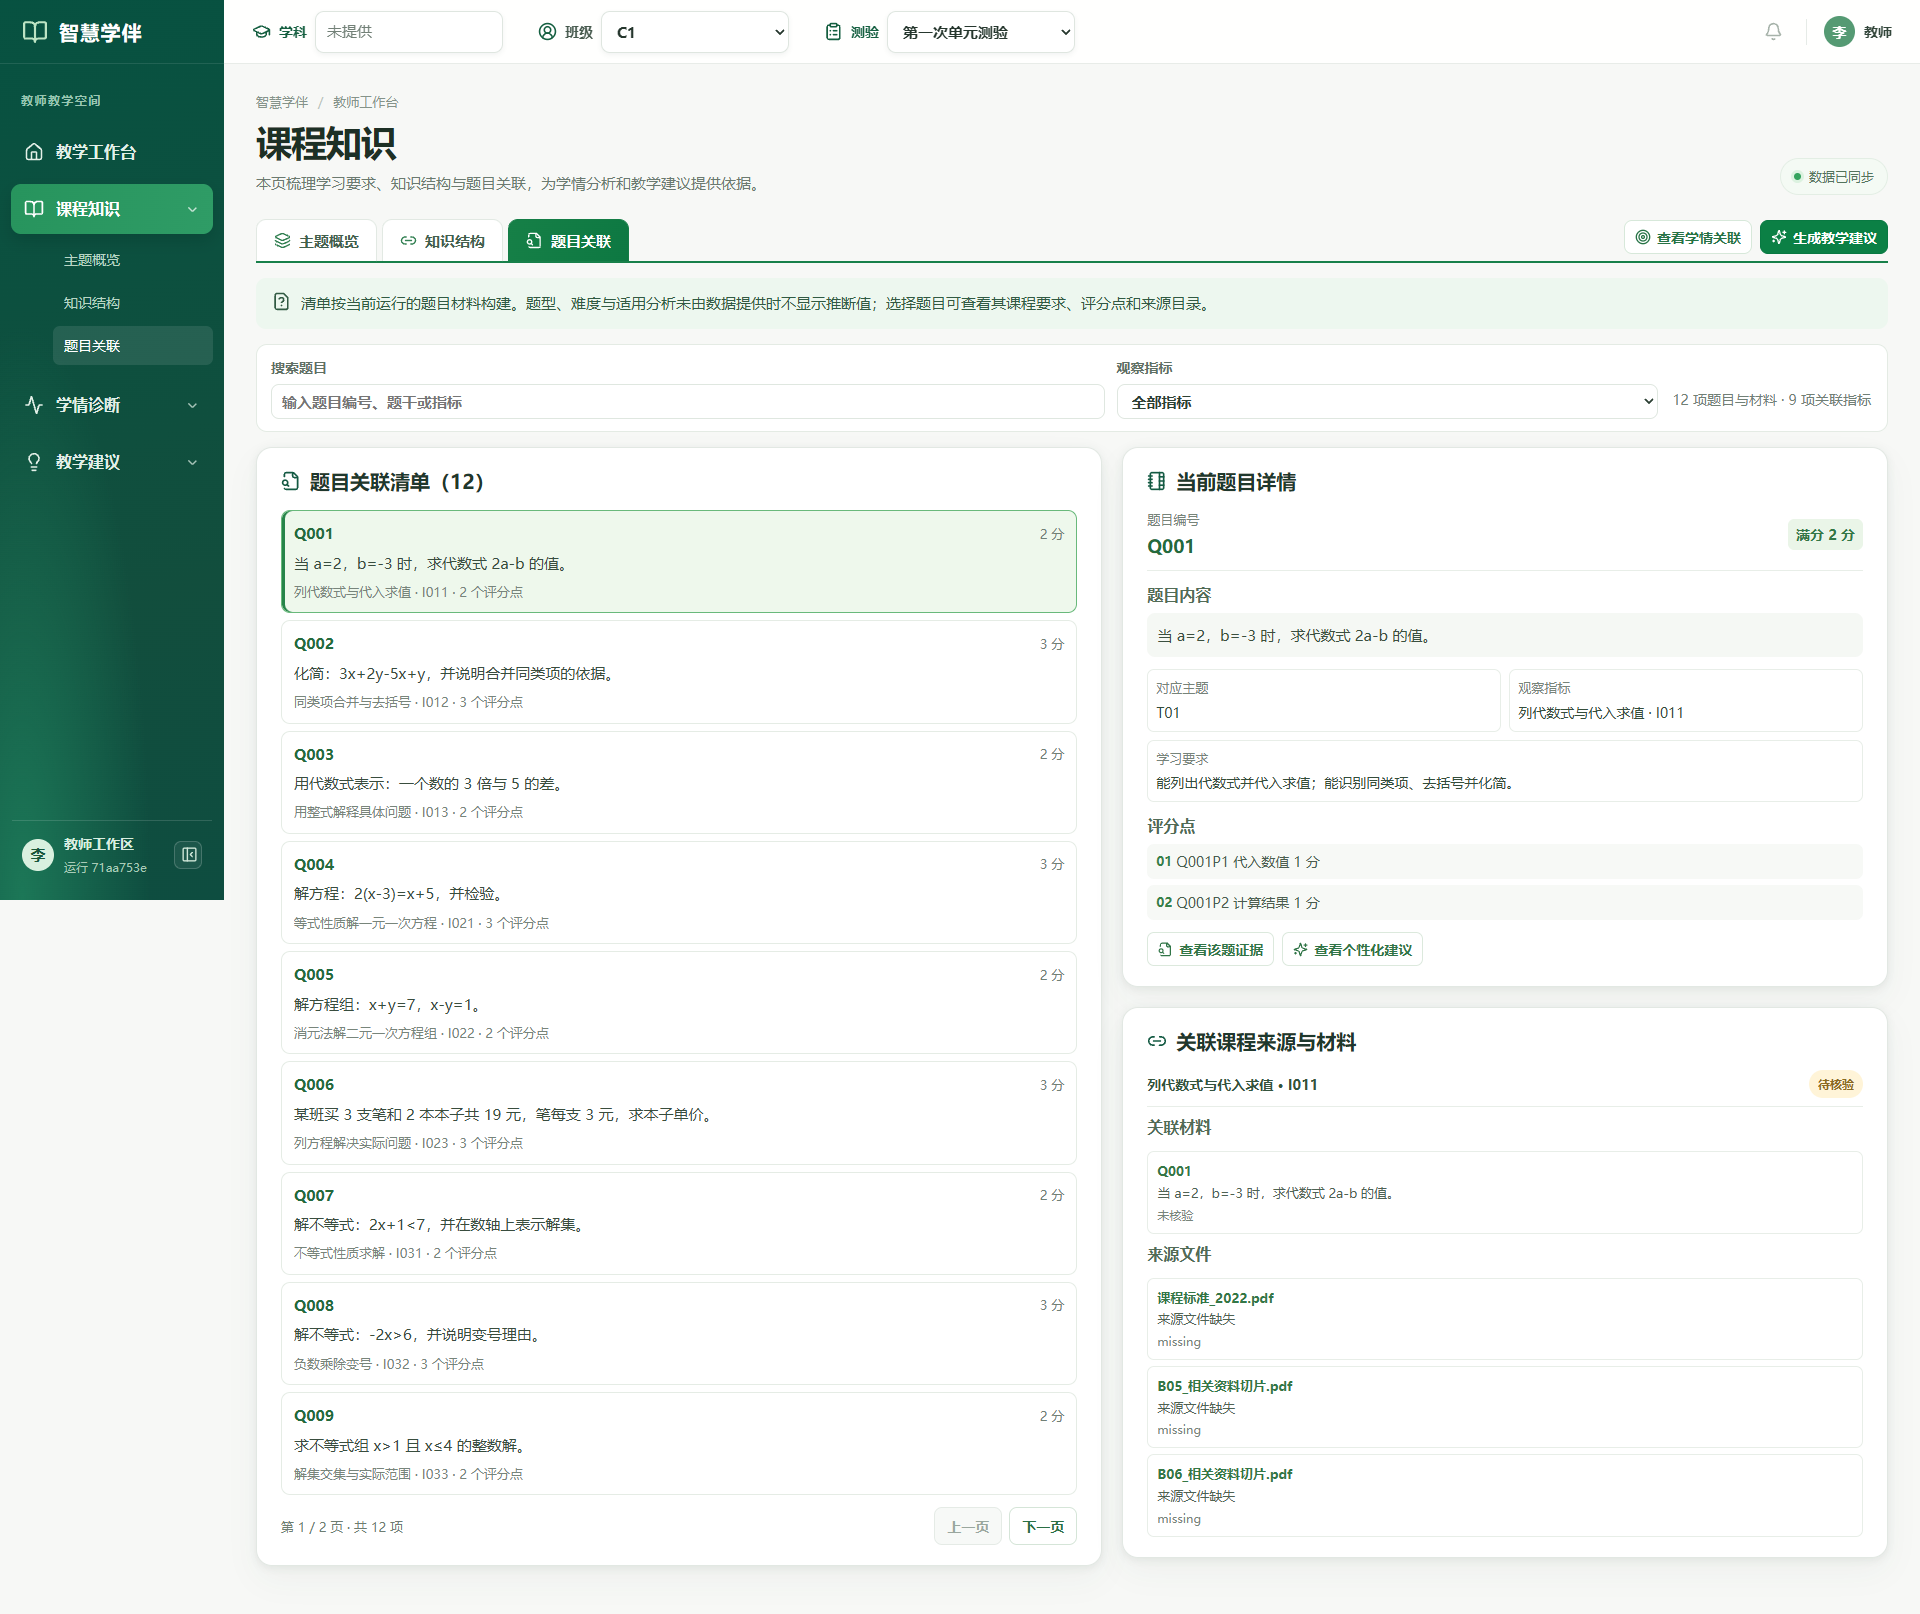 智慧学伴
学科 未提供 班级 C1 测验 第一次单元测验 李 教师
教师教学空间
教学工作台
课程知识
主题概览
知识结构
题目关联
学情诊断
教学建议
李 教师工作区
运行 71aa753e
智慧学伴 / 教师工作台
课程知识
本页梳理学习要求、知识结构与题目关联，为学情分析和教学建议提供依据。
数据已同步
主题概览 知识结构 题目关联 查看学情关联 生成教学建议
清单按当前运行的题目材料构建。题型、难度与适用分析未由数据提供时不显示推断值；选择题目可查看其课程要求、评分点和来源目录。
搜索题目 观察指标
输入题目编号、题干或指标 全部指标 12 项题目与材料 · 9 项关联指标
题目关联清单（12）
Q001 2 分
当 a=2，b=-3 时，求代数式 2a-b 的值。
列代数式与代入求值 · I011 · 2 个评分点
Q002 3 分
化简：3x+2y-5x+y，并说明合并同类项的依据。
同类项合并与去括号 · I012 · 3 个评分点
Q003 2 分
用代数式表示：一个数的 3 倍与 5 的差。
用整式解释具体问题 · I013 · 2 个评分点
Q004 3 分
解方程：2(x-3)=x+5，并检验。
等式性质解一元一次方程 · I021 · 3 个评分点
Q005 2 分
解方程组：x+y=7，x-y=1。
消元法解二元一次方程组 · I022 · 2 个评分点
Q006 3 分
某班买 3 支笔和 2 本本子共 19 元，笔每支 3 元，求本子单价。
列方程解决实际问题 · I023 · 3 个评分点
Q007 2 分
解不等式：2x+1<7，并在数轴上表示解集。
不等式性质求解 · I031 · 2 个评分点
Q008 3 分
解不等式：-2x>6，并说明变号理由。
负数乘除变号 · I032 · 3 个评分点
Q009 2 分
求不等式组 x>1 且 x≤4 的整数解。
解集交集与实际范围 · I033 · 2 个评分点
第 1 / 2 页 · 共 12 项 上一页 下一页
当前题目详情
题目编号
Q001 满分 2 分
题目内容
当 a=2，b=-3 时，求代数式 2a-b 的值。
对应主题 观察指标
T01 列代数式与代入求值 · I011
学习要求
能列出代数式并代入求值；能识别同类项、去括号并化简。
评分点
01 Q001P1 代入数值 1 分
02 Q001P2 计算结果 1 分
查看该题证据 查看个性化建议
关联课程来源与材料
列代数式与代入求值 • I011 待核验
关联材料
Q001
当 a=2，b=-3 时，求代数式 2a-b 的值。
未核验
来源文件
课程标准_2022.pdf
来源文件缺失
missing
B05_相关资料切片.pdf
来源文件缺失
missing
B06_相关资料切片.pdf
来源文件缺失
missing